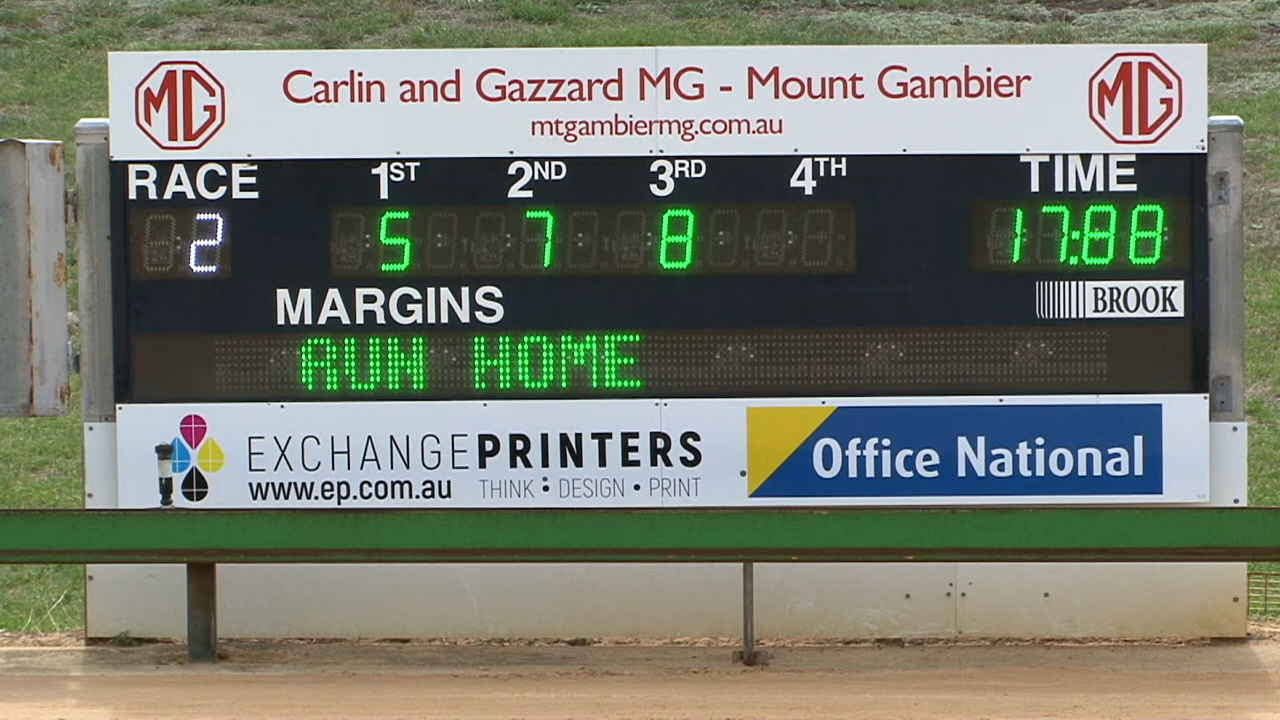 MG Carlin and Gazzard MG - Mount Gambier MG
mtgambiermg.com.au
RACE 1ST 2ND 3RD 4TH TIME
2 5 7 8 17:88
MARGINS BROOK
RUN HOME
EXCHANGEPRINTERS Office National
www.ep.com.au THINK • DESIGN • PRINT